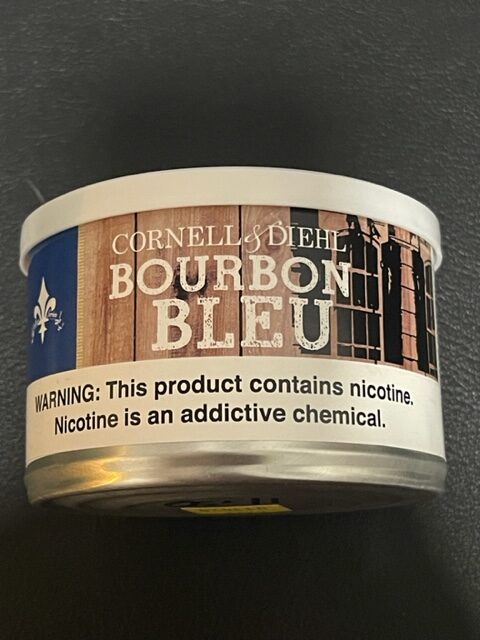 CORNELL & DIEHL
BOURBON
BLEU
WARNING: This product contains nicotine.
Nicotine is an addictive chemical.